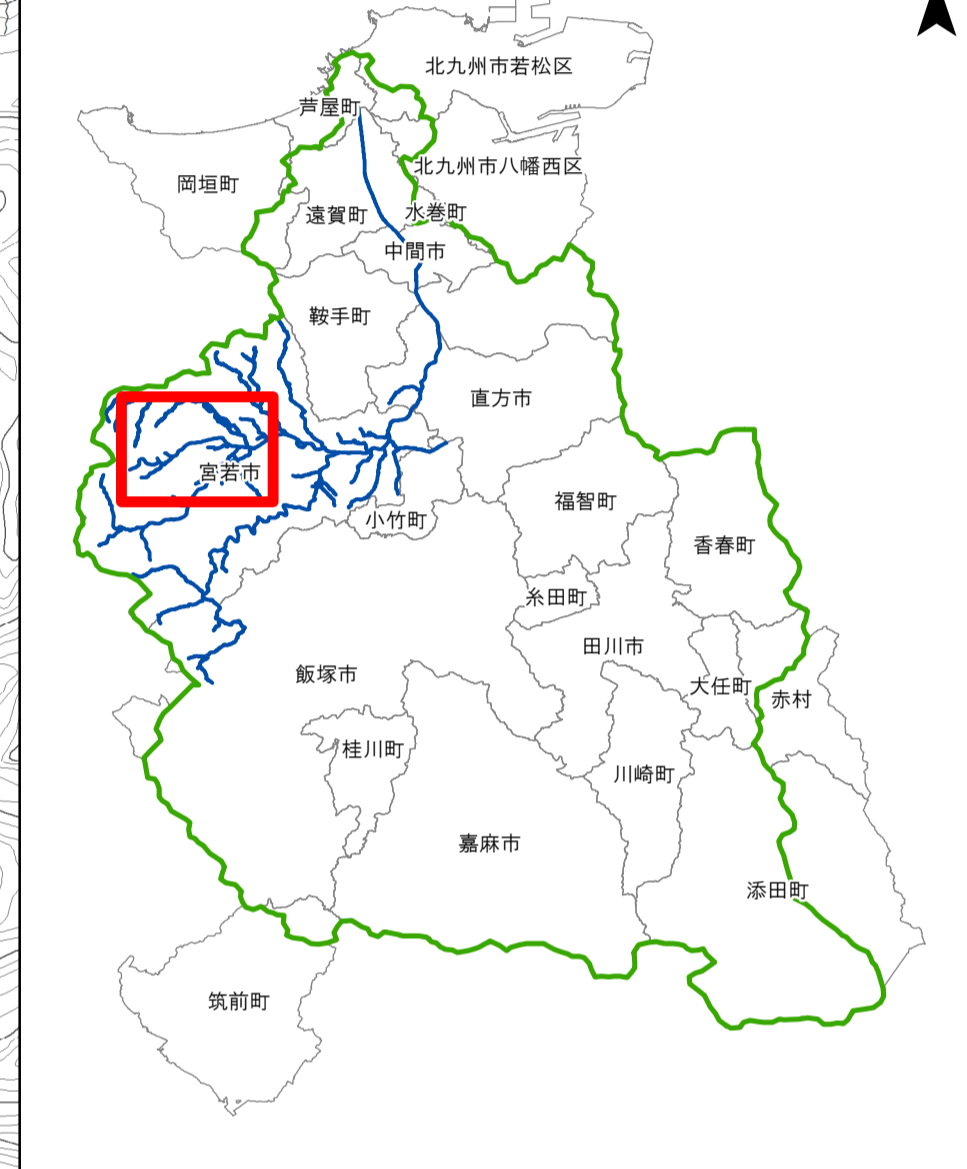 北九州市若松区
芦屋町
北九州市八幡西区
岡垣町
遠賀町
水巻町
中間市
鞍手町
直方市
宮若市
福智町
小竹町
香春町
糸田町
田川市
飯塚市
大任町
赤村
桂川町
川崎町
嘉麻市
添田町
筑前町